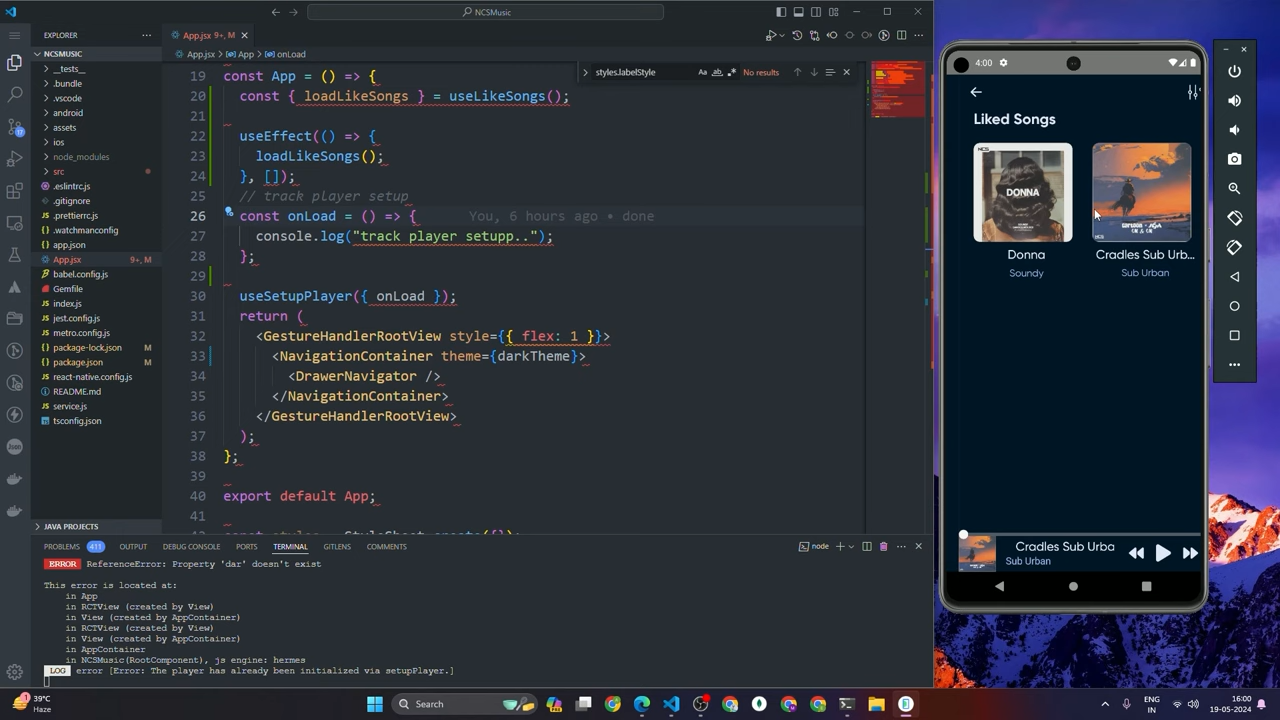 NCSMusic
EXPLORER
NCSMUSIC
__tests__
.bundle
.vscode
android
assets
ios
node_modules
src
.eslintrc.js
.gitignore
.prettierrc.js
.watchmanconfig
app.json
App.jsx 9+, M
babel.config.js
Gemfile
index.js
jest.config.js
metro.config.js
package-lock.json M
package.json M
react-native.config.js
README.md
service.js
tsconfig.json
JAVA PROJECTS
17
App.jsx 9+, M
App.jsx > App > onLoad
styles.labelStyle Aa ab .* No results
19 const App = () => {
20 const { loadLikeSongs } = useLikeSongs();
21
22 useEffect(() => {
23 loadLikeSongs();
24 }, []);
25 // track player setup
26 const onLoad = () => { You, 6 hours ago • done
27 console.log("track player setupp..");
28 };
29
30 useSetupPlayer({ onLoad });
31 return (
32 <GestureHandlerRootView style={{ flex: 1 }}>
33 <NavigationContainer theme={darkTheme}>
34 <DrawerNavigator />
35 </NavigationContainer>
36 </GestureHandlerRootView>
37 );
38 };
39
40 export default App;
41
PROBLEMS 411 OUTPUT DEBUG CONSOLE PORTS TERMINAL GITLENS COMMENTS node
ERROR ReferenceError: Property 'dar' doesn't exist
This error is located at:
in App
in RCTView (created by View)
in View (created by AppContainer)
in RCTView (created by View)
in View (created by AppContainer)
in AppContainer
in NCSMusic(RootComponent), js engine: hermes
LOG error [Error: The player has already been initialized via setupPlayer.]
4:00
Liked Songs
NCS
DONNA
Donna
Soundy
Cradles Sub Urb...
Sub Urban
Cradles Sub Urba
Sub Urban
1
39°C
Haze
Search
ENG
IN
16:00
19-05-2024